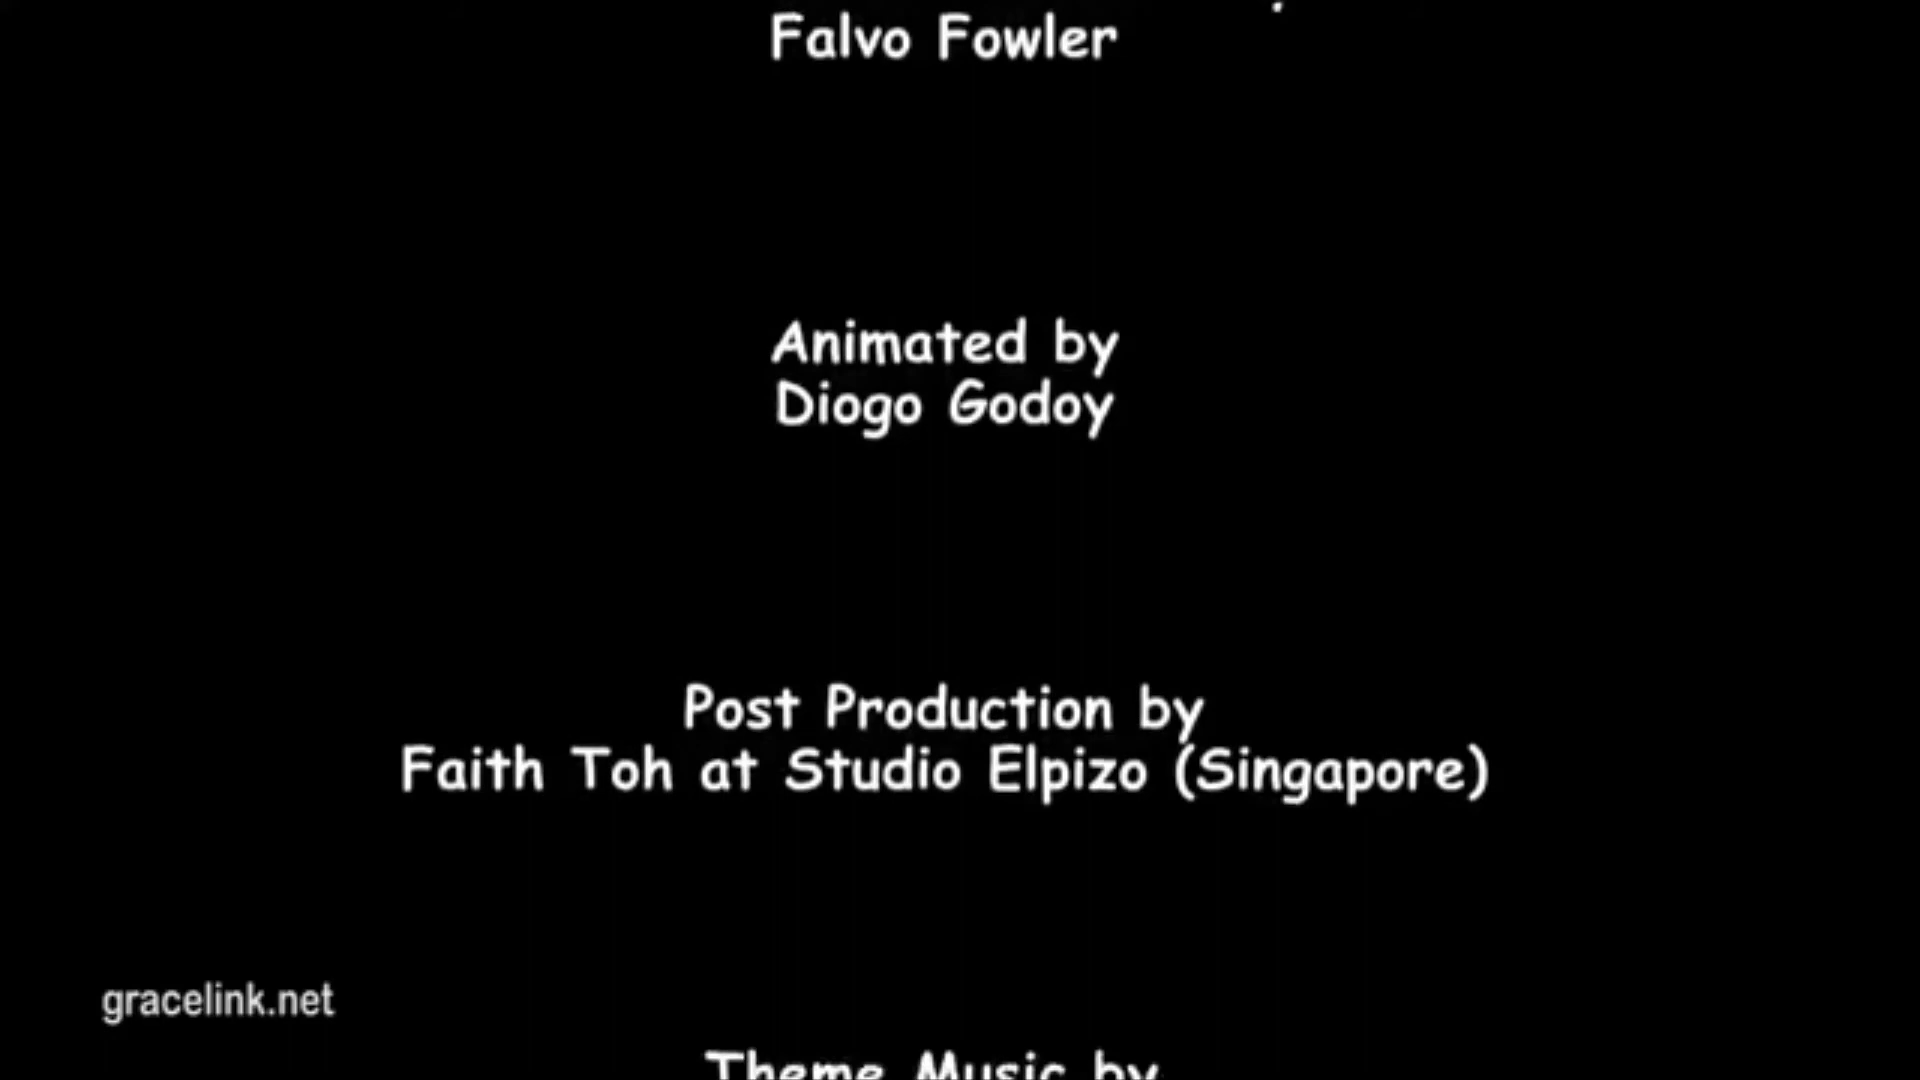 Falvo Fowler
Animated by
Diogo Godoy
Post Production by
Faith Toh at Studio Elpizo (Singapore)
gracelink.net
Theme Music by